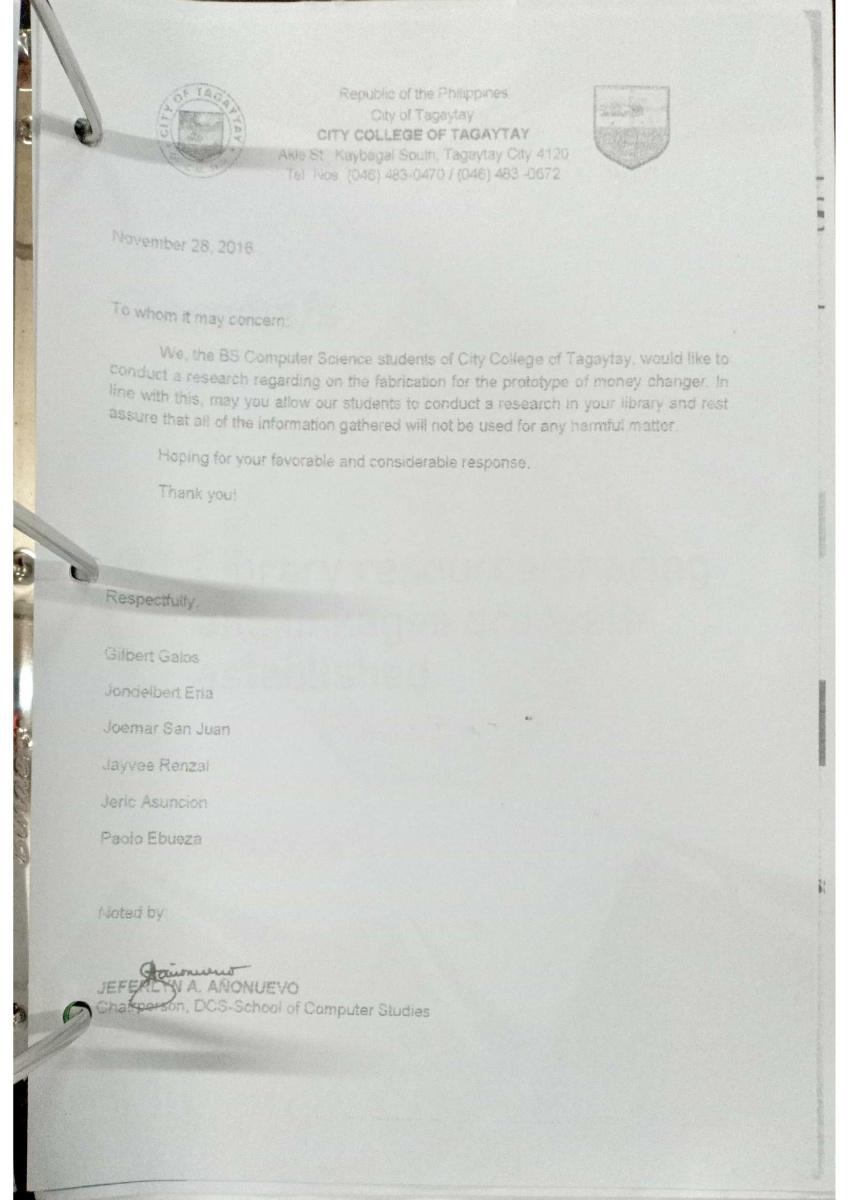 CITY OF TAGAYTAY
Republic of the Philippines
City of Tagaytay
CITY COLLEGE OF TAGAYTAY
Akle St. Kaybagal South, Tagaytay City 4120
Tel. Nos. (046) 483-0470 / (046) 483 -0672
November 28, 2016
To whom it may concern:
We, the BS Computer Science students of City College of Tagaytay, would like to
conduct a research regarding on the fabrication for the prototype of money changer. In
line with this, may you allow our students to conduct a research in your library and rest
assure that all of the information gathered will not be used for any harmful matter.
Hoping for your favorable and considerable response.
Thank you!
Respectfully,
Gilbert Galos
Jondelbert Eria
Joemar San Juan
Jayvee Renzal
Jeric Asuncion
Paolo Ebueza
Noted by
Añonuevo
JEFERLYN A. AÑONUEVO
Chairperson, DCS-School of Computer Studies